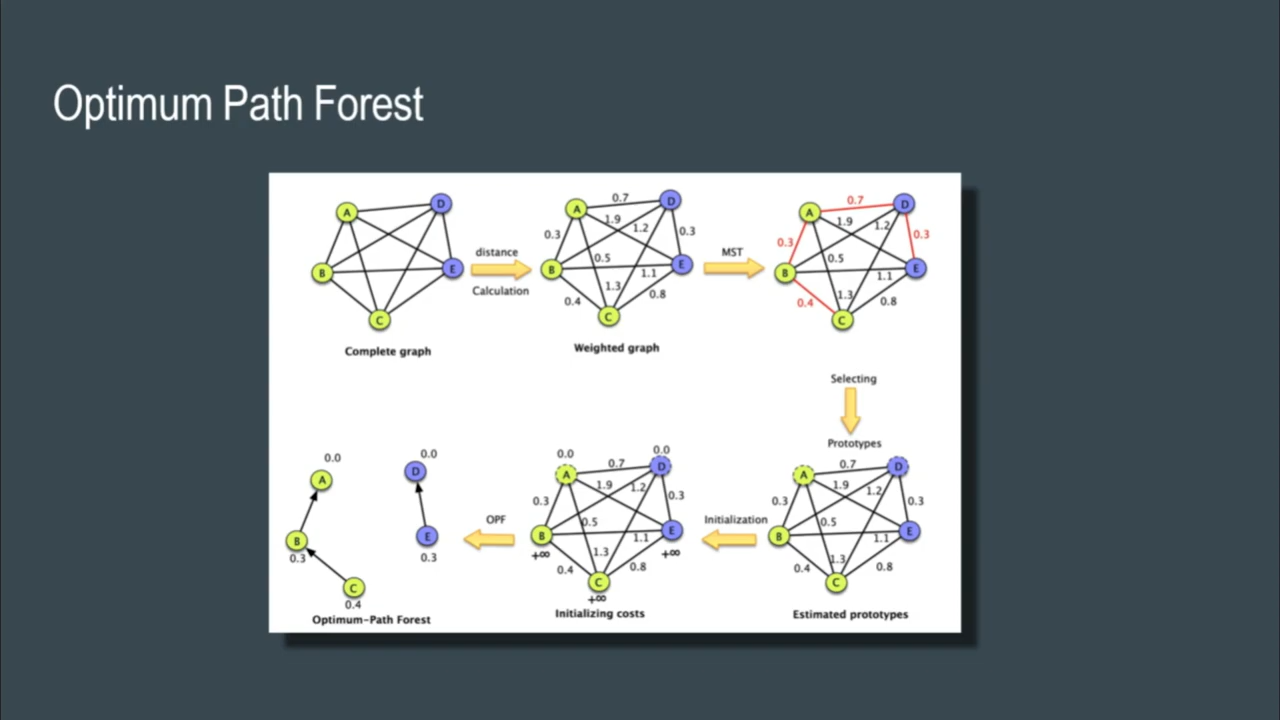 Optimum Path Forest
A
D
B
E
C
Complete graph
distance
Calculation
0.7
A
D
1.9
1.2
0.3
0.3
0.5
B
E
1.1
1.3
0.4
0.8
C
Weighted graph
MST
0.7
A
D
1.9
1.2
0.3
0.3
0.5
B
E
1.1
1.3
0.4
0.8
C
Selecting
Prototypes
0.7
A
D
1.9
1.2
0.3
0.3
0.5
B
E
1.1
1.3
0.4
0.8
C
Estimated prototypes
Initialization
0.0
0.0
0.7
A
D
1.9
1.2
0.3
0.3
0.5
B
E
1.1
+∞
+∞
1.3
0.4
0.8
C
+∞
Initializing costs
OPF
0.0
0.0
A
D
B
E
0.3
0.3
C
0.4
Optimum-Path Forest